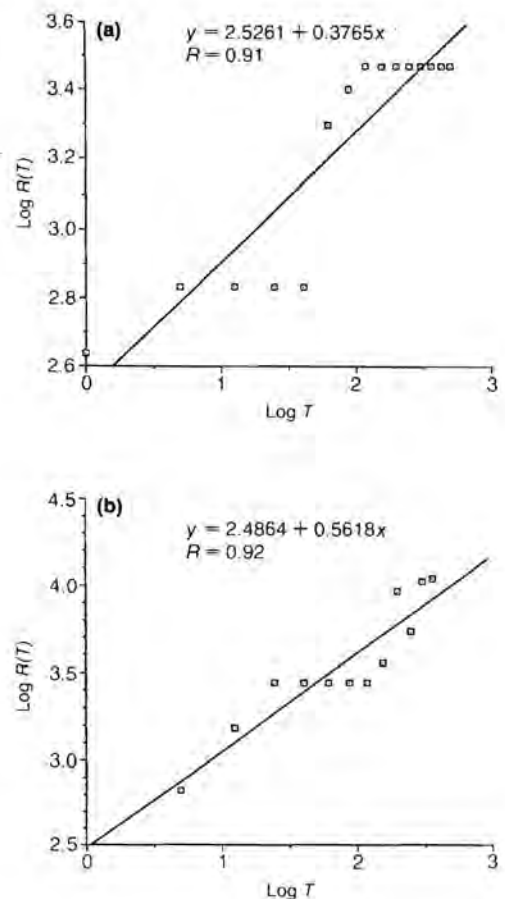 (a)
y = 2.5261 + 0.3765x
R = 0.91
3.6
3.4
3.2
3.0
2.8
2.6
Log R(T)
0
1
2
3
Log T
(b)
y = 2.4864 + 0.5618x
R = 0.92
4.5
4.0
3.5
3.0
2.5
Log R(T)
0
1
2
3
Log T